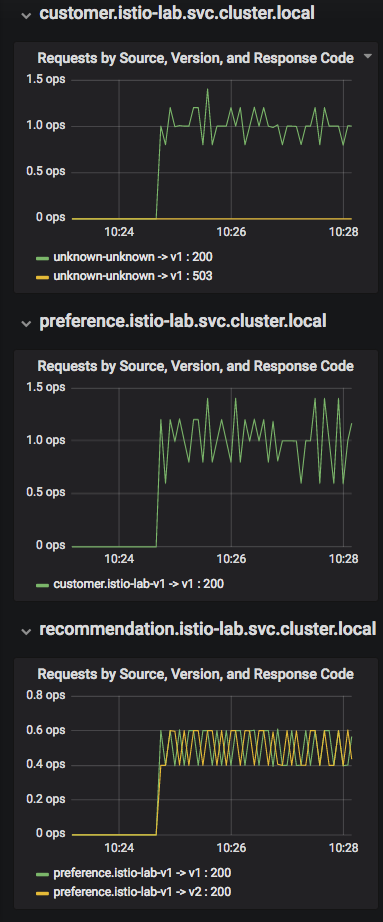 customer.istio-lab.svc.cluster.local
Requests by Source, Version, and Response Code
1.5 ops
1.0 ops
0.5 ops
0 ops
10:24 10:26 10:28
unknown-unknown -> v1 : 200
unknown-unknown -> v1 : 503
preference.istio-lab.svc.cluster.local
Requests by Source, Version, and Response Code
1.5 ops
1.0 ops
0.5 ops
0 ops
10:24 10:26 10:28
customer.istio-lab-v1 -> v1 : 200
recommendation.istio-lab.svc.cluster.local
Requests by Source, Version, and Response Code
0.8 ops
0.6 ops
0.4 ops
0.2 ops
0 ops
10:24 10:26 10:28
preference.istio-lab-v1 -> v1 : 200
preference.istio-lab-v1 -> v2 : 200